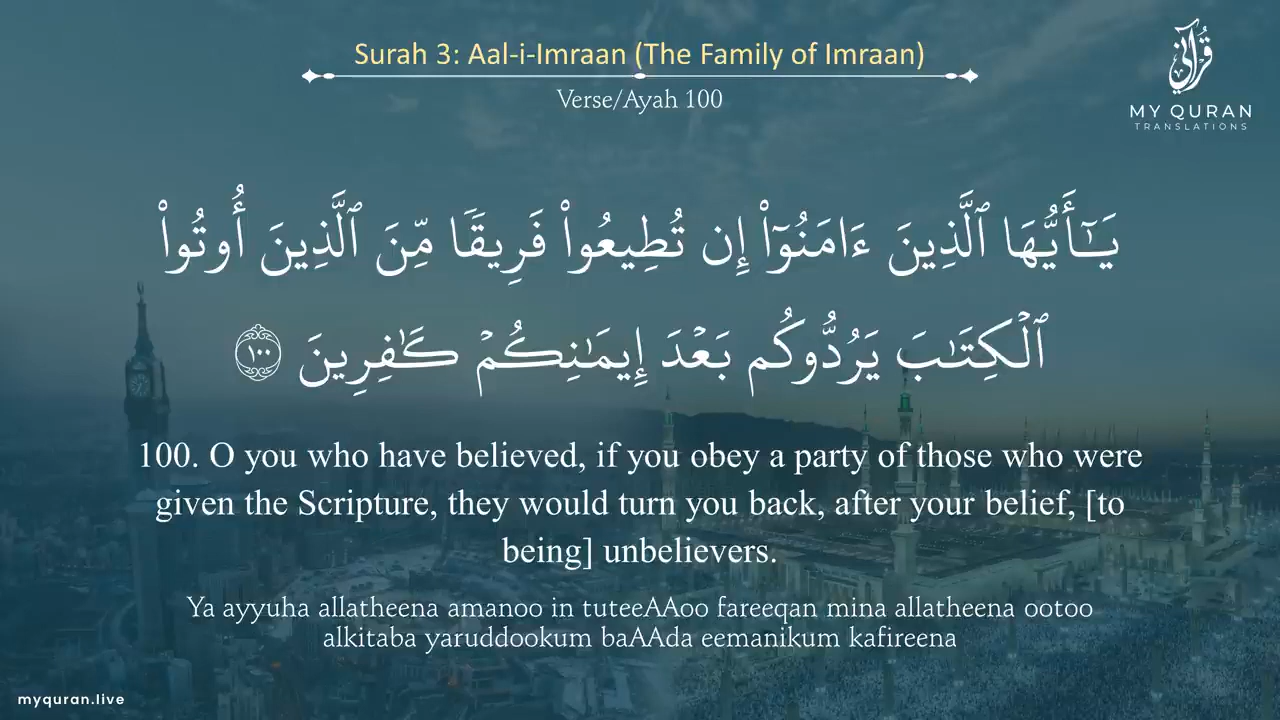 Surah 3: Aal-i-Imraan (The Family of Imraan)
Verse/Ayah 100
قرآني
MY QURAN
TRANSLATIONS
يَـٰٓأَيُّهَا ٱلَّذِينَ ءَامَنُوٓا۟ إِن تُطِيعُوا۟ فَرِيقًۭا مِّنَ ٱلَّذِينَ أُوتُوا۟
ٱلْكِتَـٰبَ يَرُدُّوكُم بَعْدَ إِيمَـٰنِكُمْ كَـٰفِرِينَ ١٠٠
100. O you who have believed, if you obey a party of those who were
given the Scripture, they would turn you back, after your belief, [to
being] unbelievers.
Ya ayyuha allatheena amanoo in tuteeAAoo fareeqan mina allatheena ootoo
alkitaba yaruddookum baAAda eemanikum kafireena
myquran.live